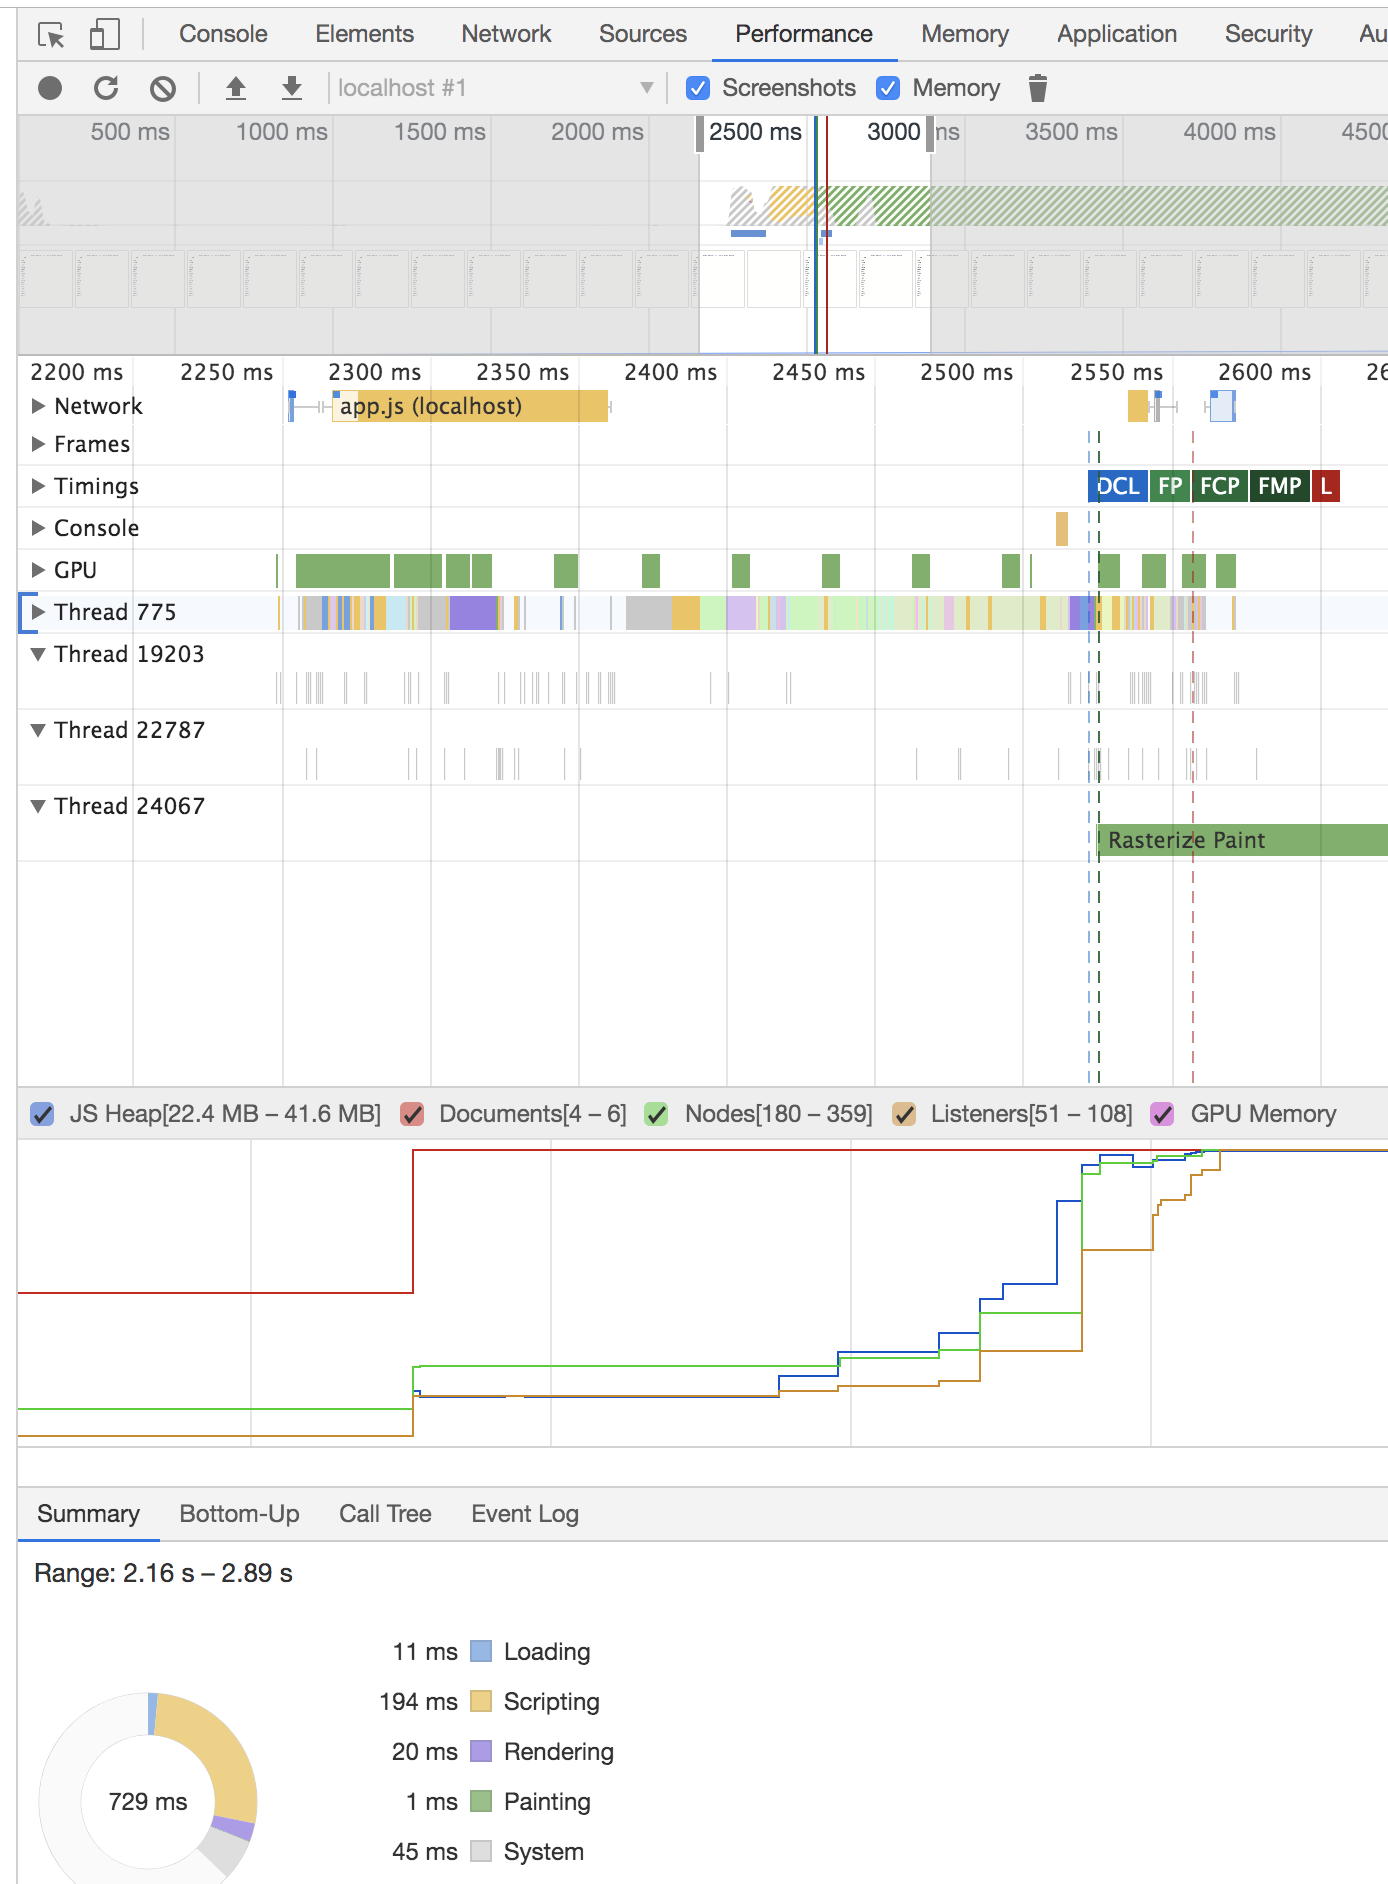 Console Elements Network Sources Performance Memory Application Security Au
localhost #1 Screenshots Memory
500 ms 1000 ms 1500 ms 2000 ms 2500 ms 3000 ms 3500 ms 4000 ms 4500
2200 ms 2250 ms 2300 ms 2350 ms 2400 ms 2450 ms 2500 ms 2550 ms 2600 ms 26
Network app.js (localhost)
Frames
Timings DCL FP FCP FMP L
Console
GPU
Thread 775
Thread 19203
Thread 22787
Thread 24067
Rasterize Paint
JS Heap[22.4 MB – 41.6 MB] Documents[4 – 6] Nodes[180 – 359] Listeners[51 – 108] GPU Memory
Summary Bottom-Up Call Tree Event Log
Range: 2.16 s – 2.89 s
11 ms Loading
194 ms Scripting
20 ms Rendering
729 ms
1 ms Painting
45 ms System